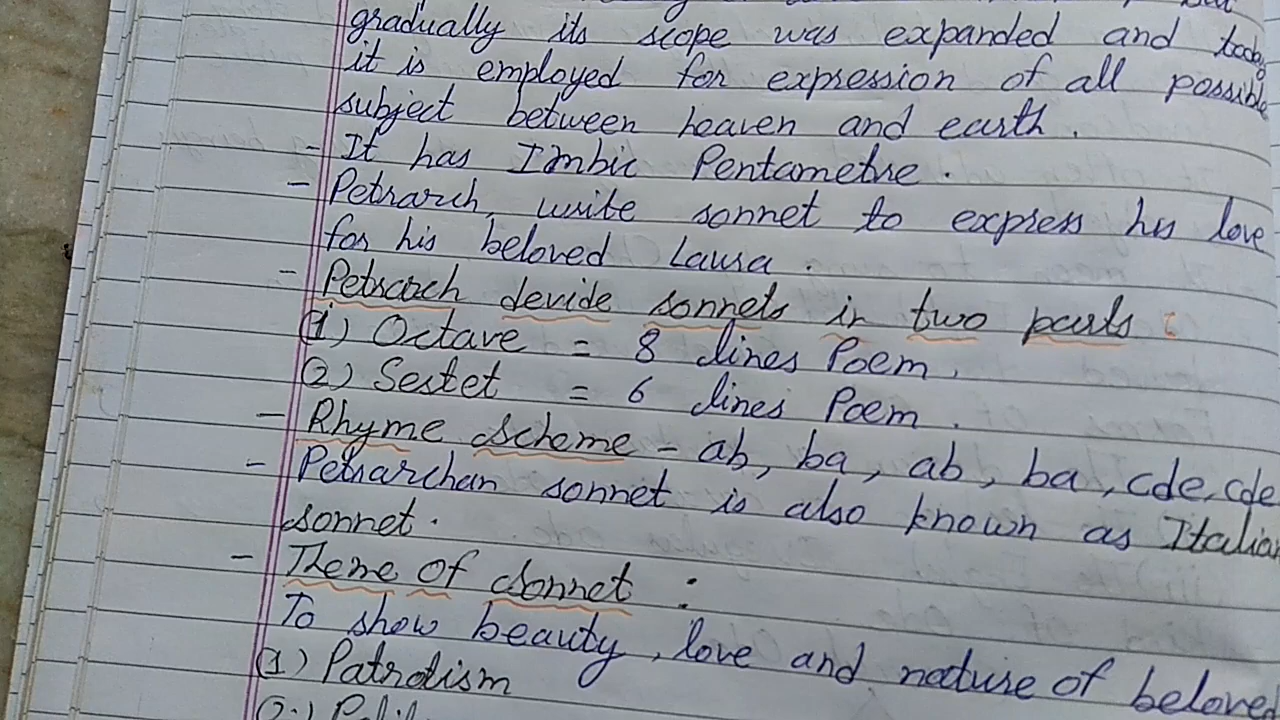 gradually its scope was expanded and today
it is employed for expression of all possible
subject between heaven and earth.
- It has Imbic Pentametre.
- Petrarch, write sonnet to express his love
for his beloved Laura.
- Petrarch devide sonnets in two parts :
(1) Octave = 8 lines Poem.
(2) Sestet = 6 lines Poem.
- Rhyme scheme - ab, ba, ab, ba, cde, cde
- Petrarchan sonnet is also known as Italian
sonnet.
- Theme of sonnet :
To show beauty, love and nature of beloved
(1) Patrotism
(2.)